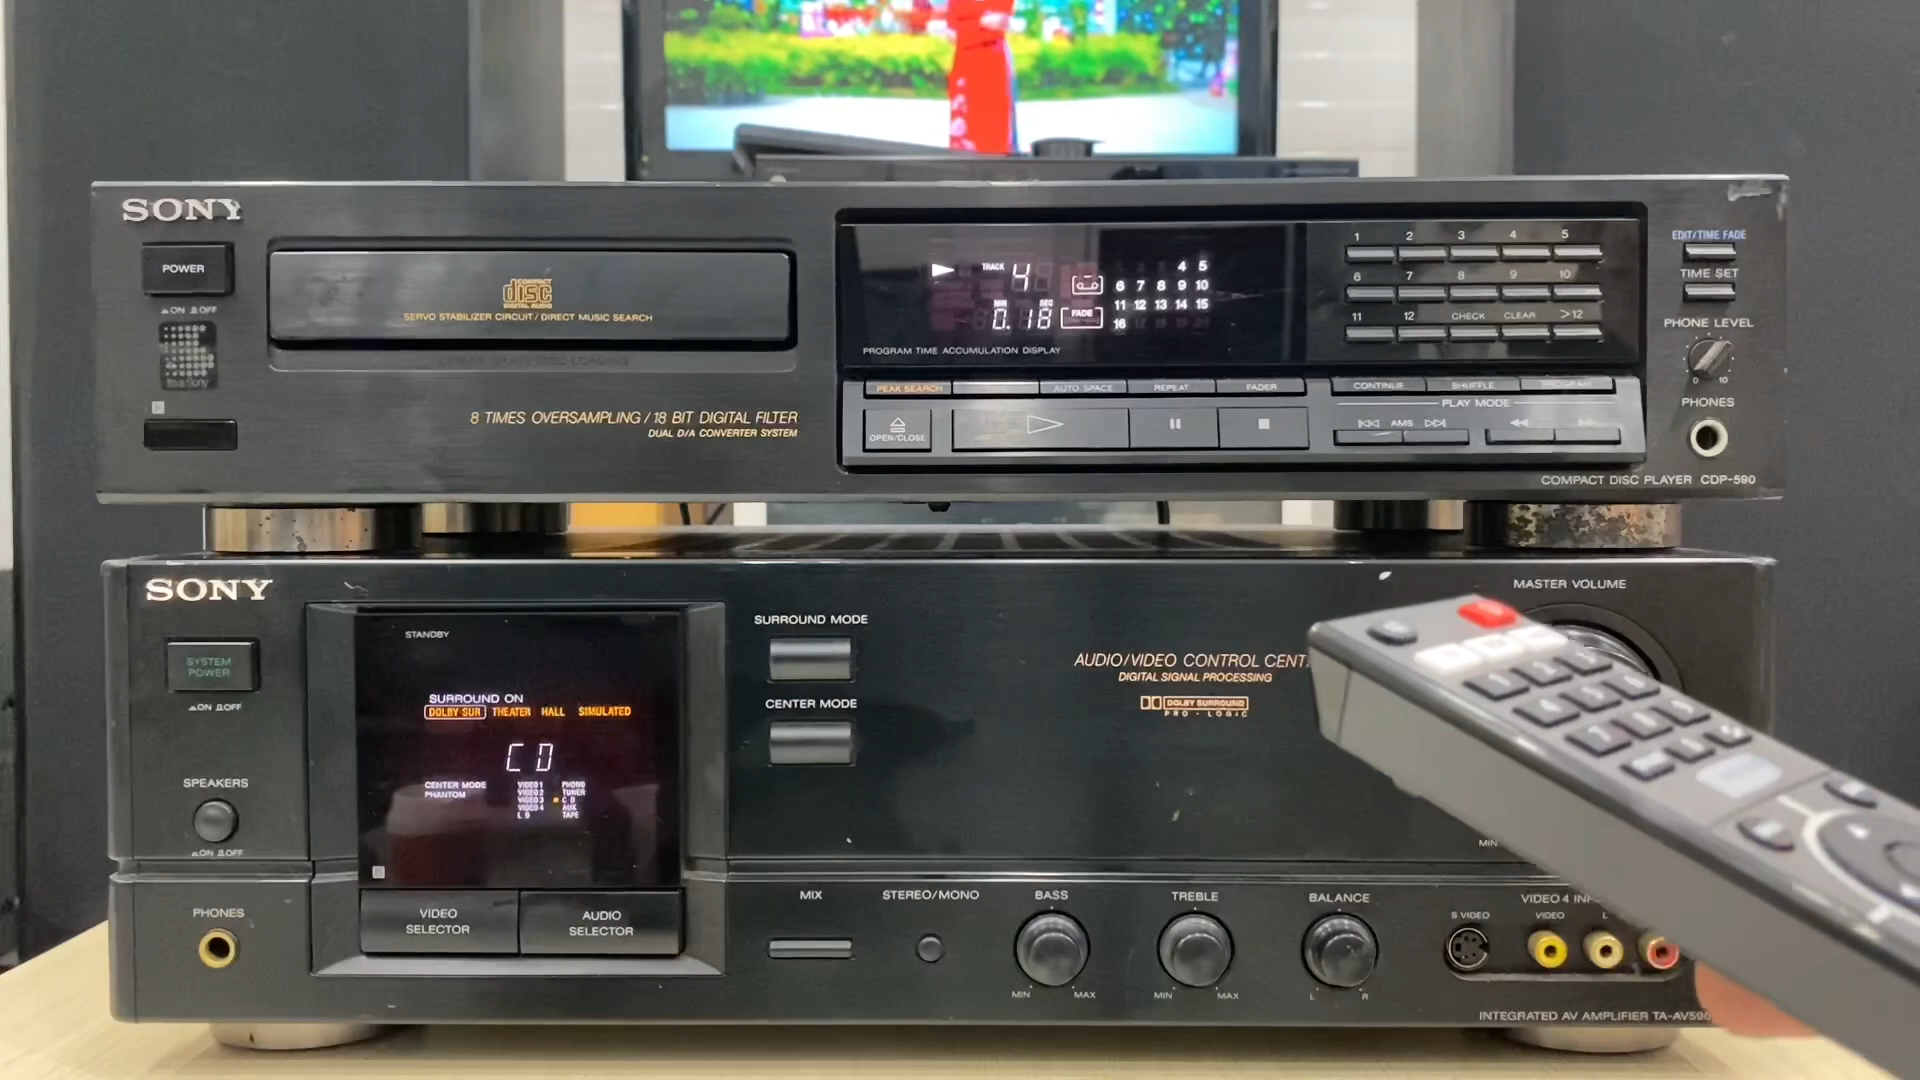 SONY
POWER
ON OFF
COMPACT
disc
DIGITAL AUDIO
SERVO STABILIZER CIRCUIT / DIRECT MUSIC SEARCH
8 TIMES OVERSAMPLING / 18 BIT DIGITAL FILTER
DUAL D/A CONVERTER SYSTEM
TRACK 4
MIN SEC
0.18
FADE
4 5
6 7 8 9 10
11 12 13 14 15
16
PROGRAM TIME ACCUMULATION DISPLAY
1 2 3 4 5
6 7 8 9 10
11 12 CHECK CLEAR >12
EDIT/TIME FADE
TIME SET
PHONE LEVEL
0 10
PHONES
PEAK SEARCH AUTO SPACE REPEAT FADER
CONTINUE SHUFFLE PROGRAM
PLAY MODE
AMS
OPEN/CLOSE
COMPACT DISC PLAYER CDP-590
SONY
SYSTEM
POWER
ON OFF
SPEAKERS
ON OFF
PHONES
STANDBY
SURROUND ON
DOLBY SUR THEATER HALL SIMULATED
CD
CENTER MODE
PHANTOM
VIDEO 1 PHONO
VIDEO 2 TUNER
VIDEO 3 CD
VIDEO 4 AUX
LD TAPE
VIDEO
SELECTOR
AUDIO
SELECTOR
SURROUND MODE
CENTER MODE
AUDIO/VIDEO CONTROL CENT
DIGITAL SIGNAL PROCESSING
DOLBY SURROUND
PRO · LOGIC
MASTER VOLUME
MIN
MIX
STEREO/MONO
BASS
MIN MAX
TREBLE
MIN MAX
BALANCE
L R
VIDEO 4 INP
S VIDEO VIDEO L
INTEGRATED AV AMPLIFIER TA-AV590